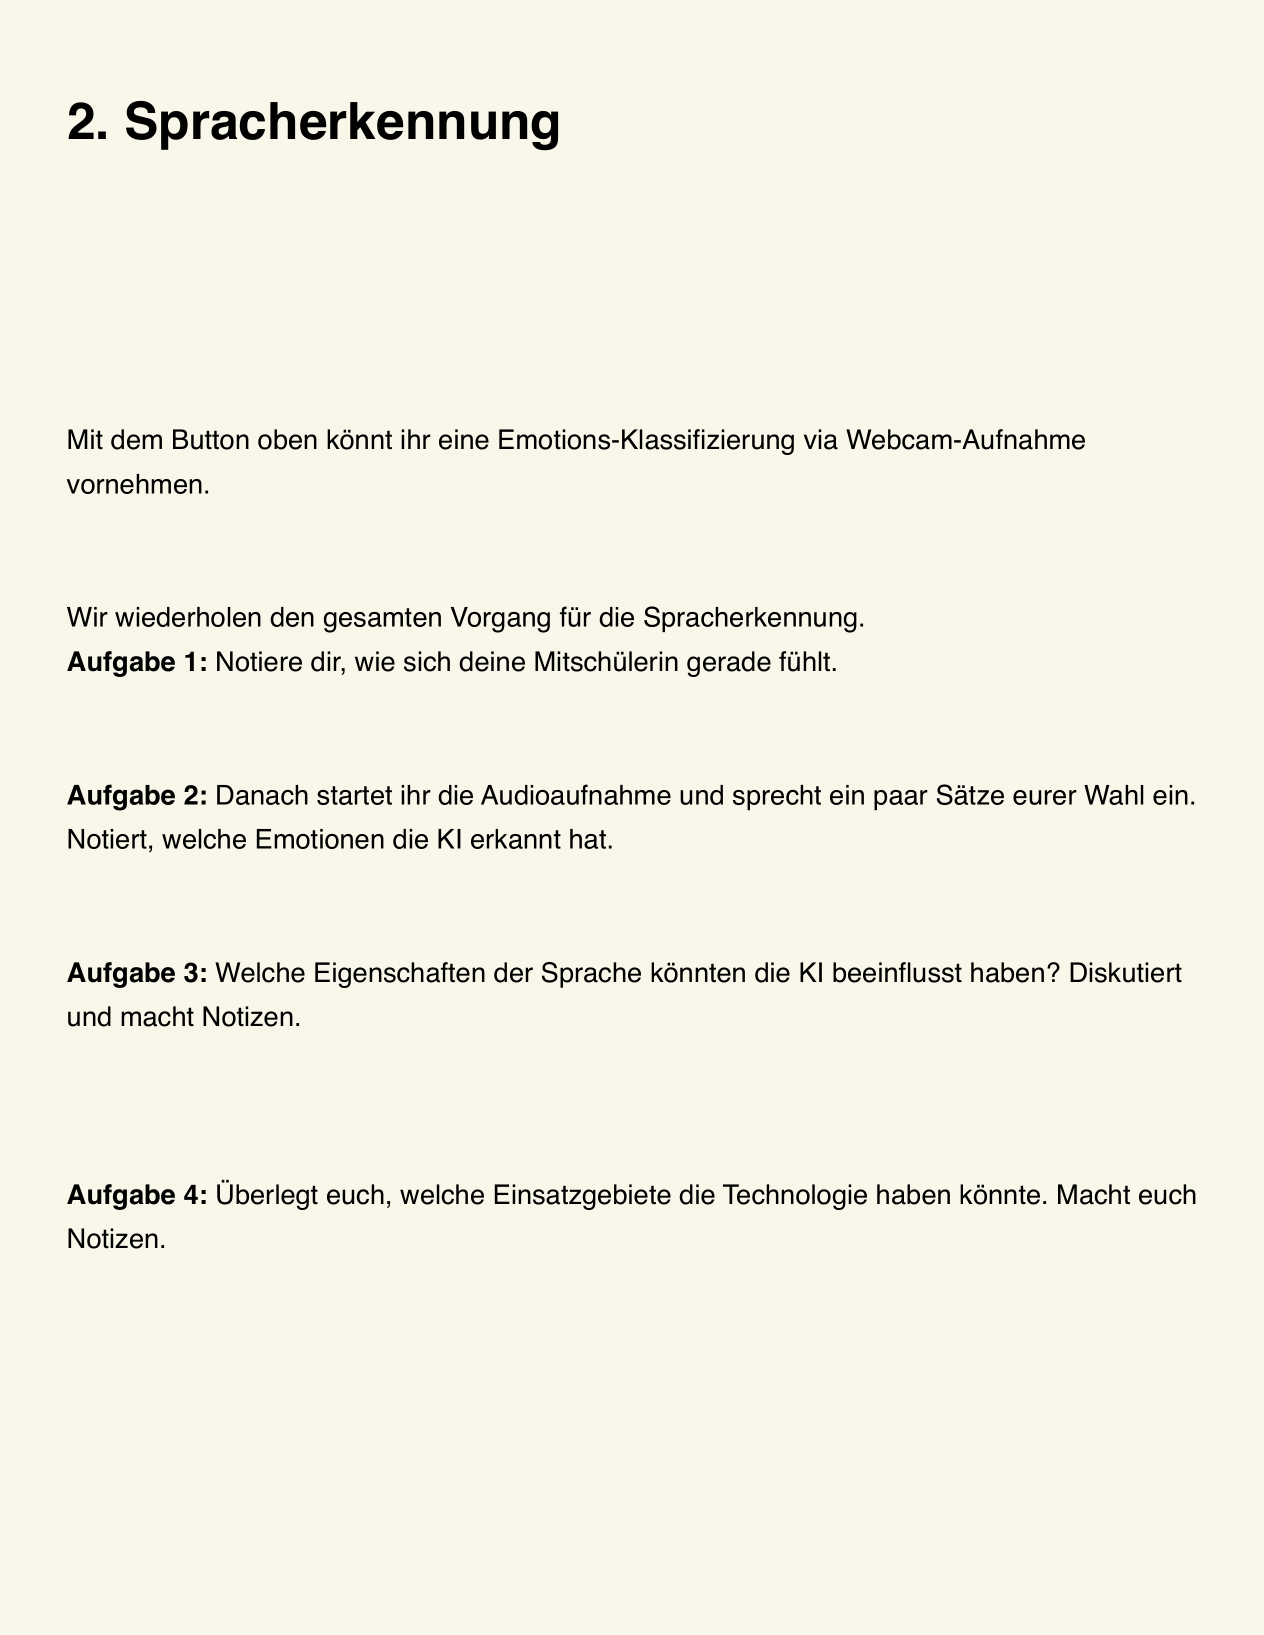 2. Spracherkennung
Mit dem Button oben könnt ihr eine Emotions-Klassifizierung via Webcam-Aufnahme
vornehmen.
Wir wiederholen den gesamten Vorgang für die Spracherkennung.
Aufgabe 1: Notiere dir, wie sich deine Mitschülerin gerade fühlt.
Aufgabe 2: Danach startet ihr die Audioaufnahme und sprecht ein paar Sätze eurer Wahl ein.
Notiert, welche Emotionen die KI erkannt hat.
Aufgabe 3: Welche Eigenschaften der Sprache könnten die KI beeinflusst haben? Diskutiert
und macht Notizen.
Aufgabe 4: Überlegt euch, welche Einsatzgebiete die Technologie haben könnte. Macht euch
Notizen.